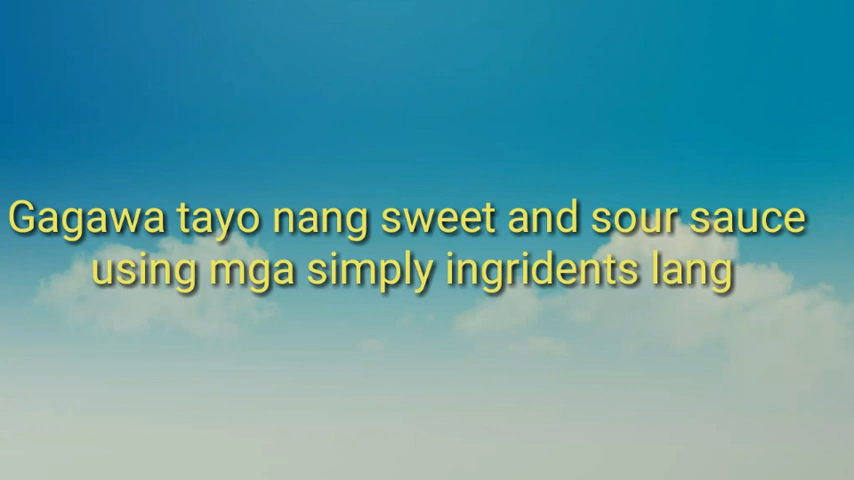 Gagawa tayo nang sweet and sour sauce
using mga simply ingridents lang